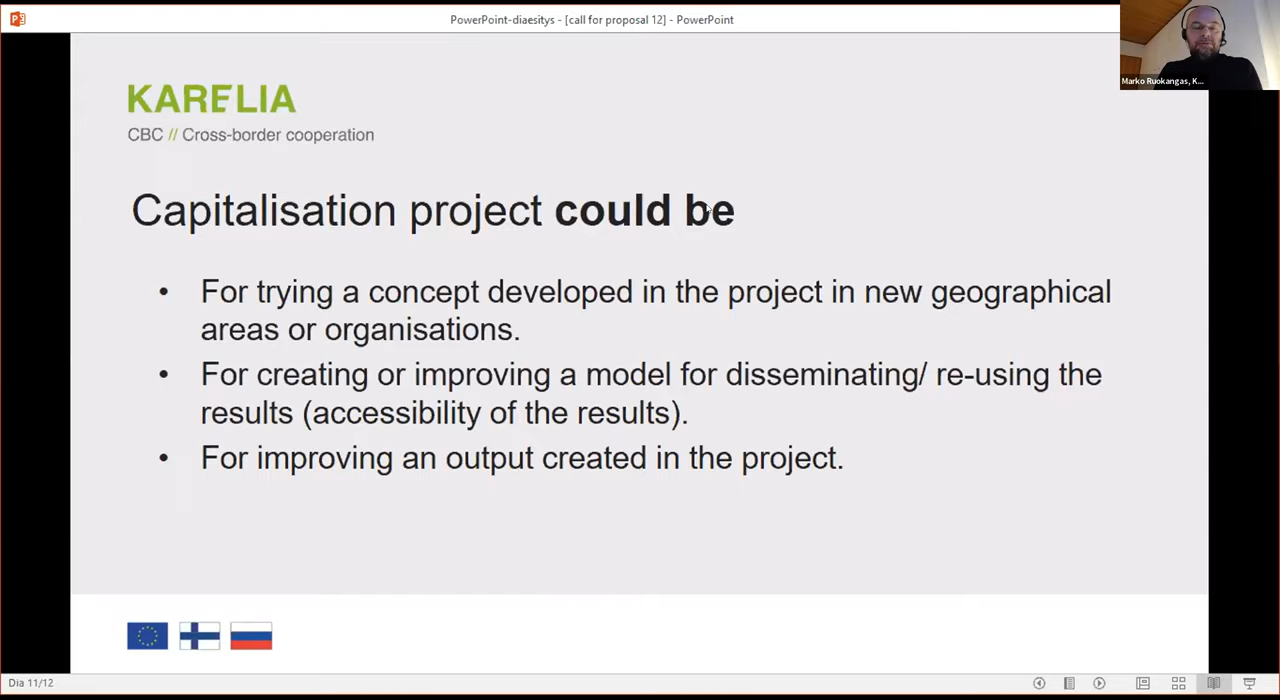 PowerPoint-diaesitys - [call for proposal 12] - PowerPoint
Marko Ruokangas, K...
KARELIA
CBC // Cross-border cooperation
Capitalisation project could be
• For trying a concept developed in the project in new geographical
areas or organisations.
• For creating or improving a model for disseminating/ re-using the
results (accessibility of the results).
• For improving an output created in the project.
Dia 11/12